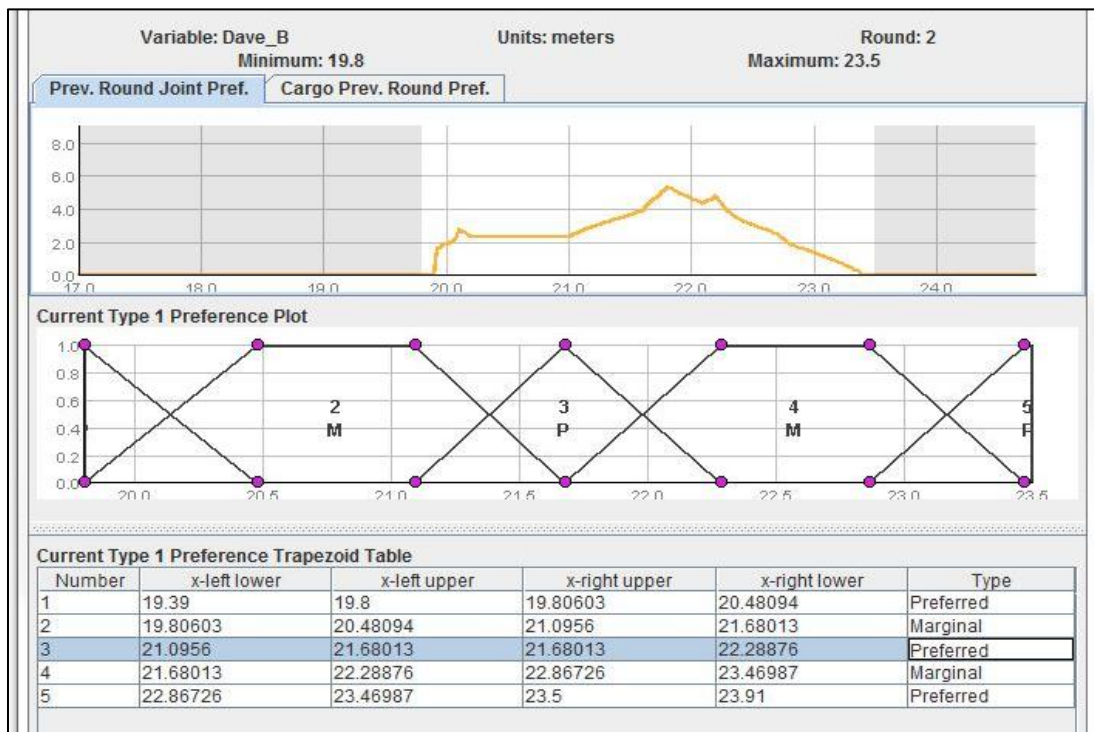 Variable: Dave_B Units: meters Round: 2
Minimum: 19.8 Maximum: 23.5
Prev. Round Joint Pref. Cargo Prev. Round Pref.
8.0
6.0
4.0
2.0
0.0
17.0 18.0 19.0 20.0 21.0 22.0 23.0 24.0
Current Type 1 Preference Plot
1.0
0.8
0.6
0.4
0.2
0.0
2 3 4 5
M P M
20.0 20.5 21.0 21.5 22.0 22.5 23.0 23.5
Current Type 1 Preference Trapezoid Table
Number x-left lower x-left upper x-right upper x-right lower Type
1 19.39 19.8 19.80603 20.48094 Preferred
2 19.80603 20.48094 21.0956 21.68013 Marginal
3 21.0956 21.68013 21.68013 22.28876 Preferred
4 21.68013 22.28876 22.86726 23.46987 Marginal
5 22.86726 23.46987 23.5 23.91 Preferred